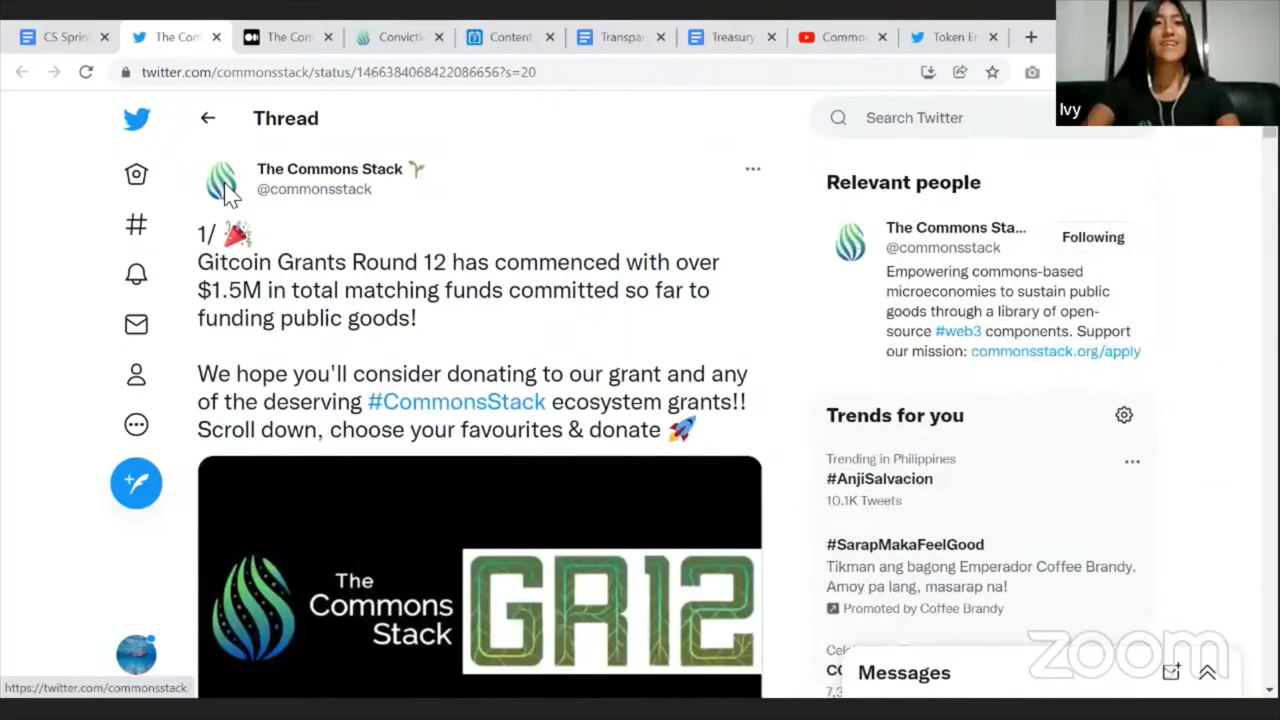 CS Sprin
The Com
The Com
Convicti
Content
Transpa
Treasury
Commo
Token E
twitter.com/commonsstack/status/1466384068422086656?s=20
Ivy
Thread
Search Twitter
The Commons Stack
@commonsstack
1/
Gitcoin Grants Round 12 has commenced with over
$1.5M in total matching funds committed so far to
funding public goods!
We hope you'll consider donating to our grant and any
of the deserving #CommonsStack ecosystem grants!!
Scroll down, choose your favourites & donate
The
Commons
Stack
GR12
Relevant people
The Commons Sta...
@commonsstack
Following
Empowering commons-based
microeconomies to sustain public
goods through a library of open-
source #web3 components. Support
our mission: commonsstack.org/apply
Trends for you
Trending in Philippines
#AnjiSalvacion
10.1K Tweets
#SarapMakaFeelGood
Tikman ang bagong Emperador Coffee Brandy.
Amoy pa lang, masarap na!
Promoted by Coffee Brandy
Messages
zoom
https://twitter.com/commonsstack